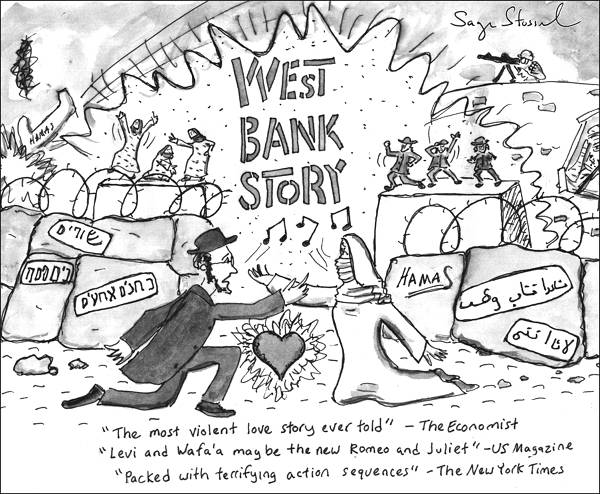 Sage Stossel
WEST
BANK
STORY
HAMAS
HAMAS
"The most violent love story ever told" – The Economist
"Levi and Wafa'a may be the new Romeo and Juliet" – US Magazine
"Packed with terrifying action sequences" – The New York Times